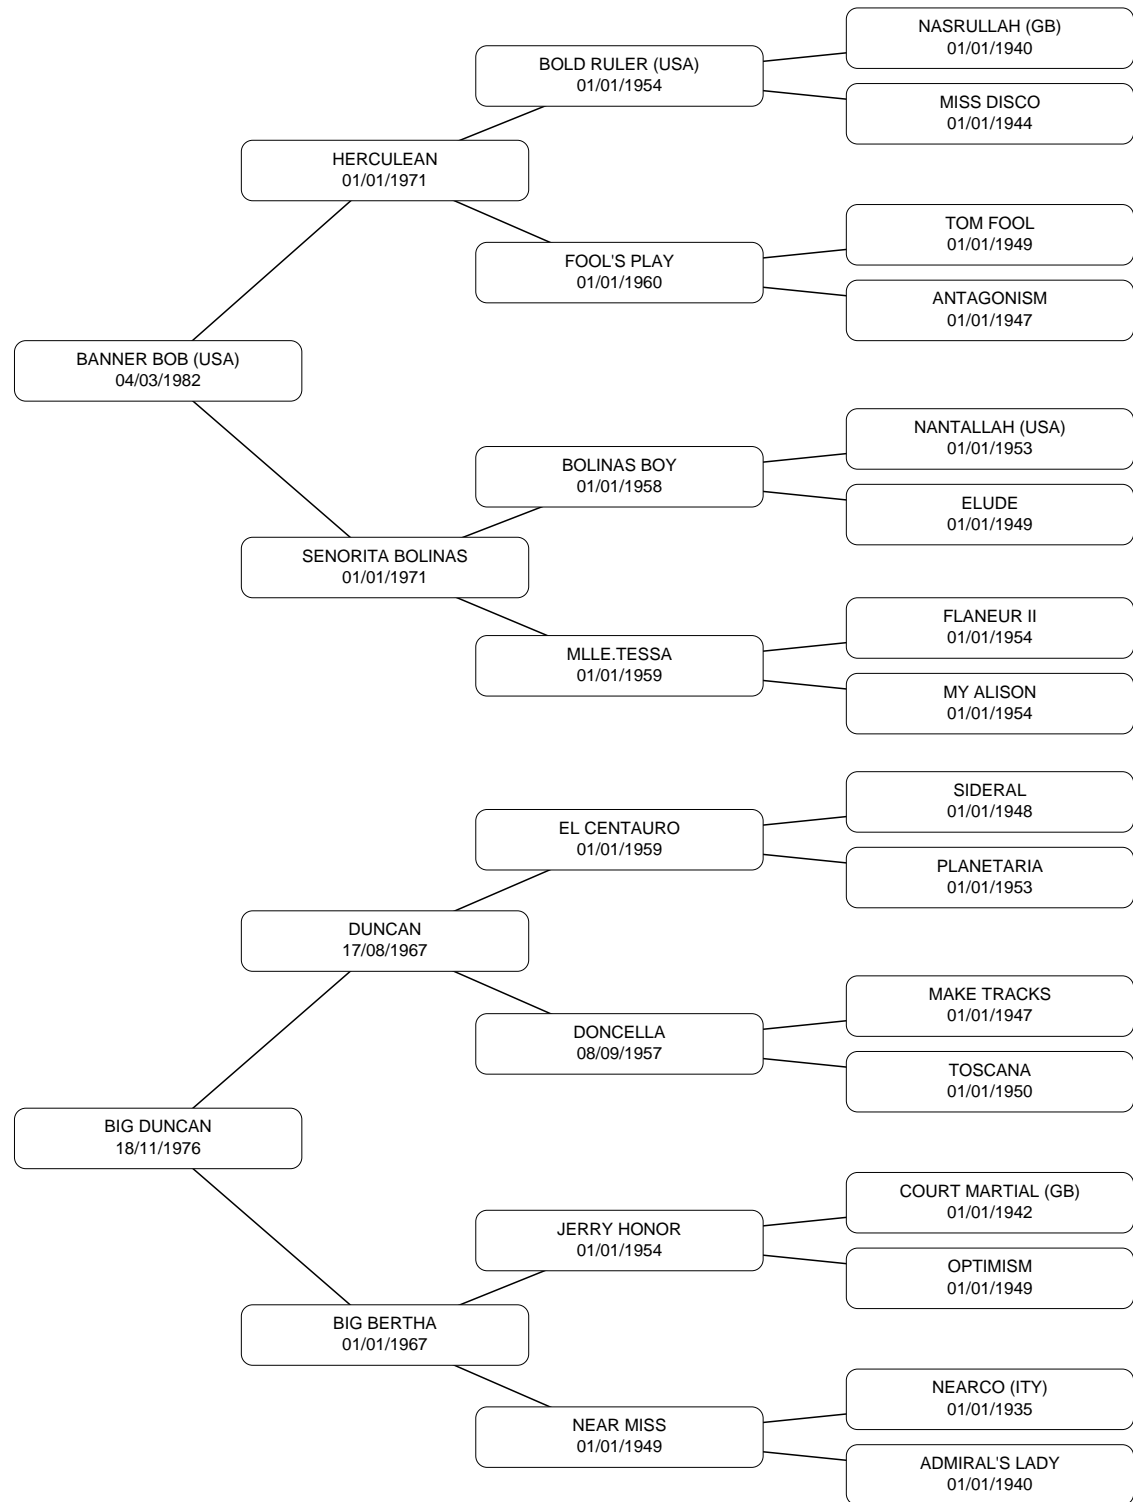 NASRULLAH (GB)
01/01/1940
BOLD RULER (USA)
01/01/1954
MISS DISCO
01/01/1944
HERCULEAN
01/01/1971
TOM FOOL
01/01/1949
FOOL'S PLAY
01/01/1960
ANTAGONISM
01/01/1947
BANNER BOB (USA)
04/03/1982
NANTALLAH (USA)
01/01/1953
BOLINAS BOY
01/01/1958
ELUDE
01/01/1949
SENORITA BOLINAS
01/01/1971
FLANEUR II
01/01/1954
MLLE.TESSA
01/01/1959
MY ALISON
01/01/1954
SIDERAL
01/01/1948
EL CENTAURO
01/01/1959
PLANETARIA
01/01/1953
DUNCAN
17/08/1967
MAKE TRACKS
01/01/1947
DONCELLA
08/09/1957
TOSCANA
01/01/1950
BIG DUNCAN
18/11/1976
COURT MARTIAL (GB)
01/01/1942
JERRY HONOR
01/01/1954
OPTIMISM
01/01/1949
BIG BERTHA
01/01/1967
NEARCO (ITY)
01/01/1935
NEAR MISS
01/01/1949
ADMIRAL'S LADY
01/01/1940